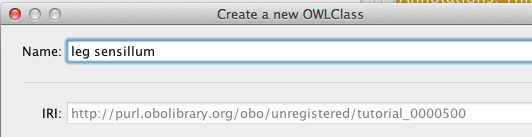 Create a new OWLClass
Name: leg sensillum
IRI: http://purl.obolibrary.org/obo/unregistered/tutorial_0000500